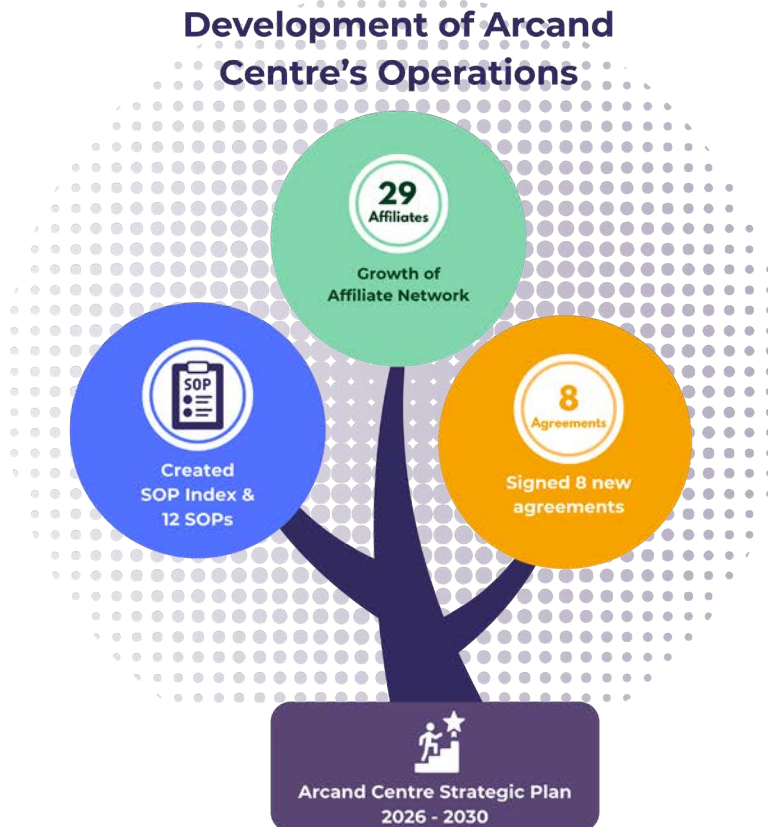 Development of Arcand
Centre’s Operations
29
Affiliates
Growth of
Affiliate Network
SOP
Created
SOP Index &
12 SOPs
8
Agreements
Signed 8 new
agreements
Arcand Centre Strategic Plan
2026 - 2030